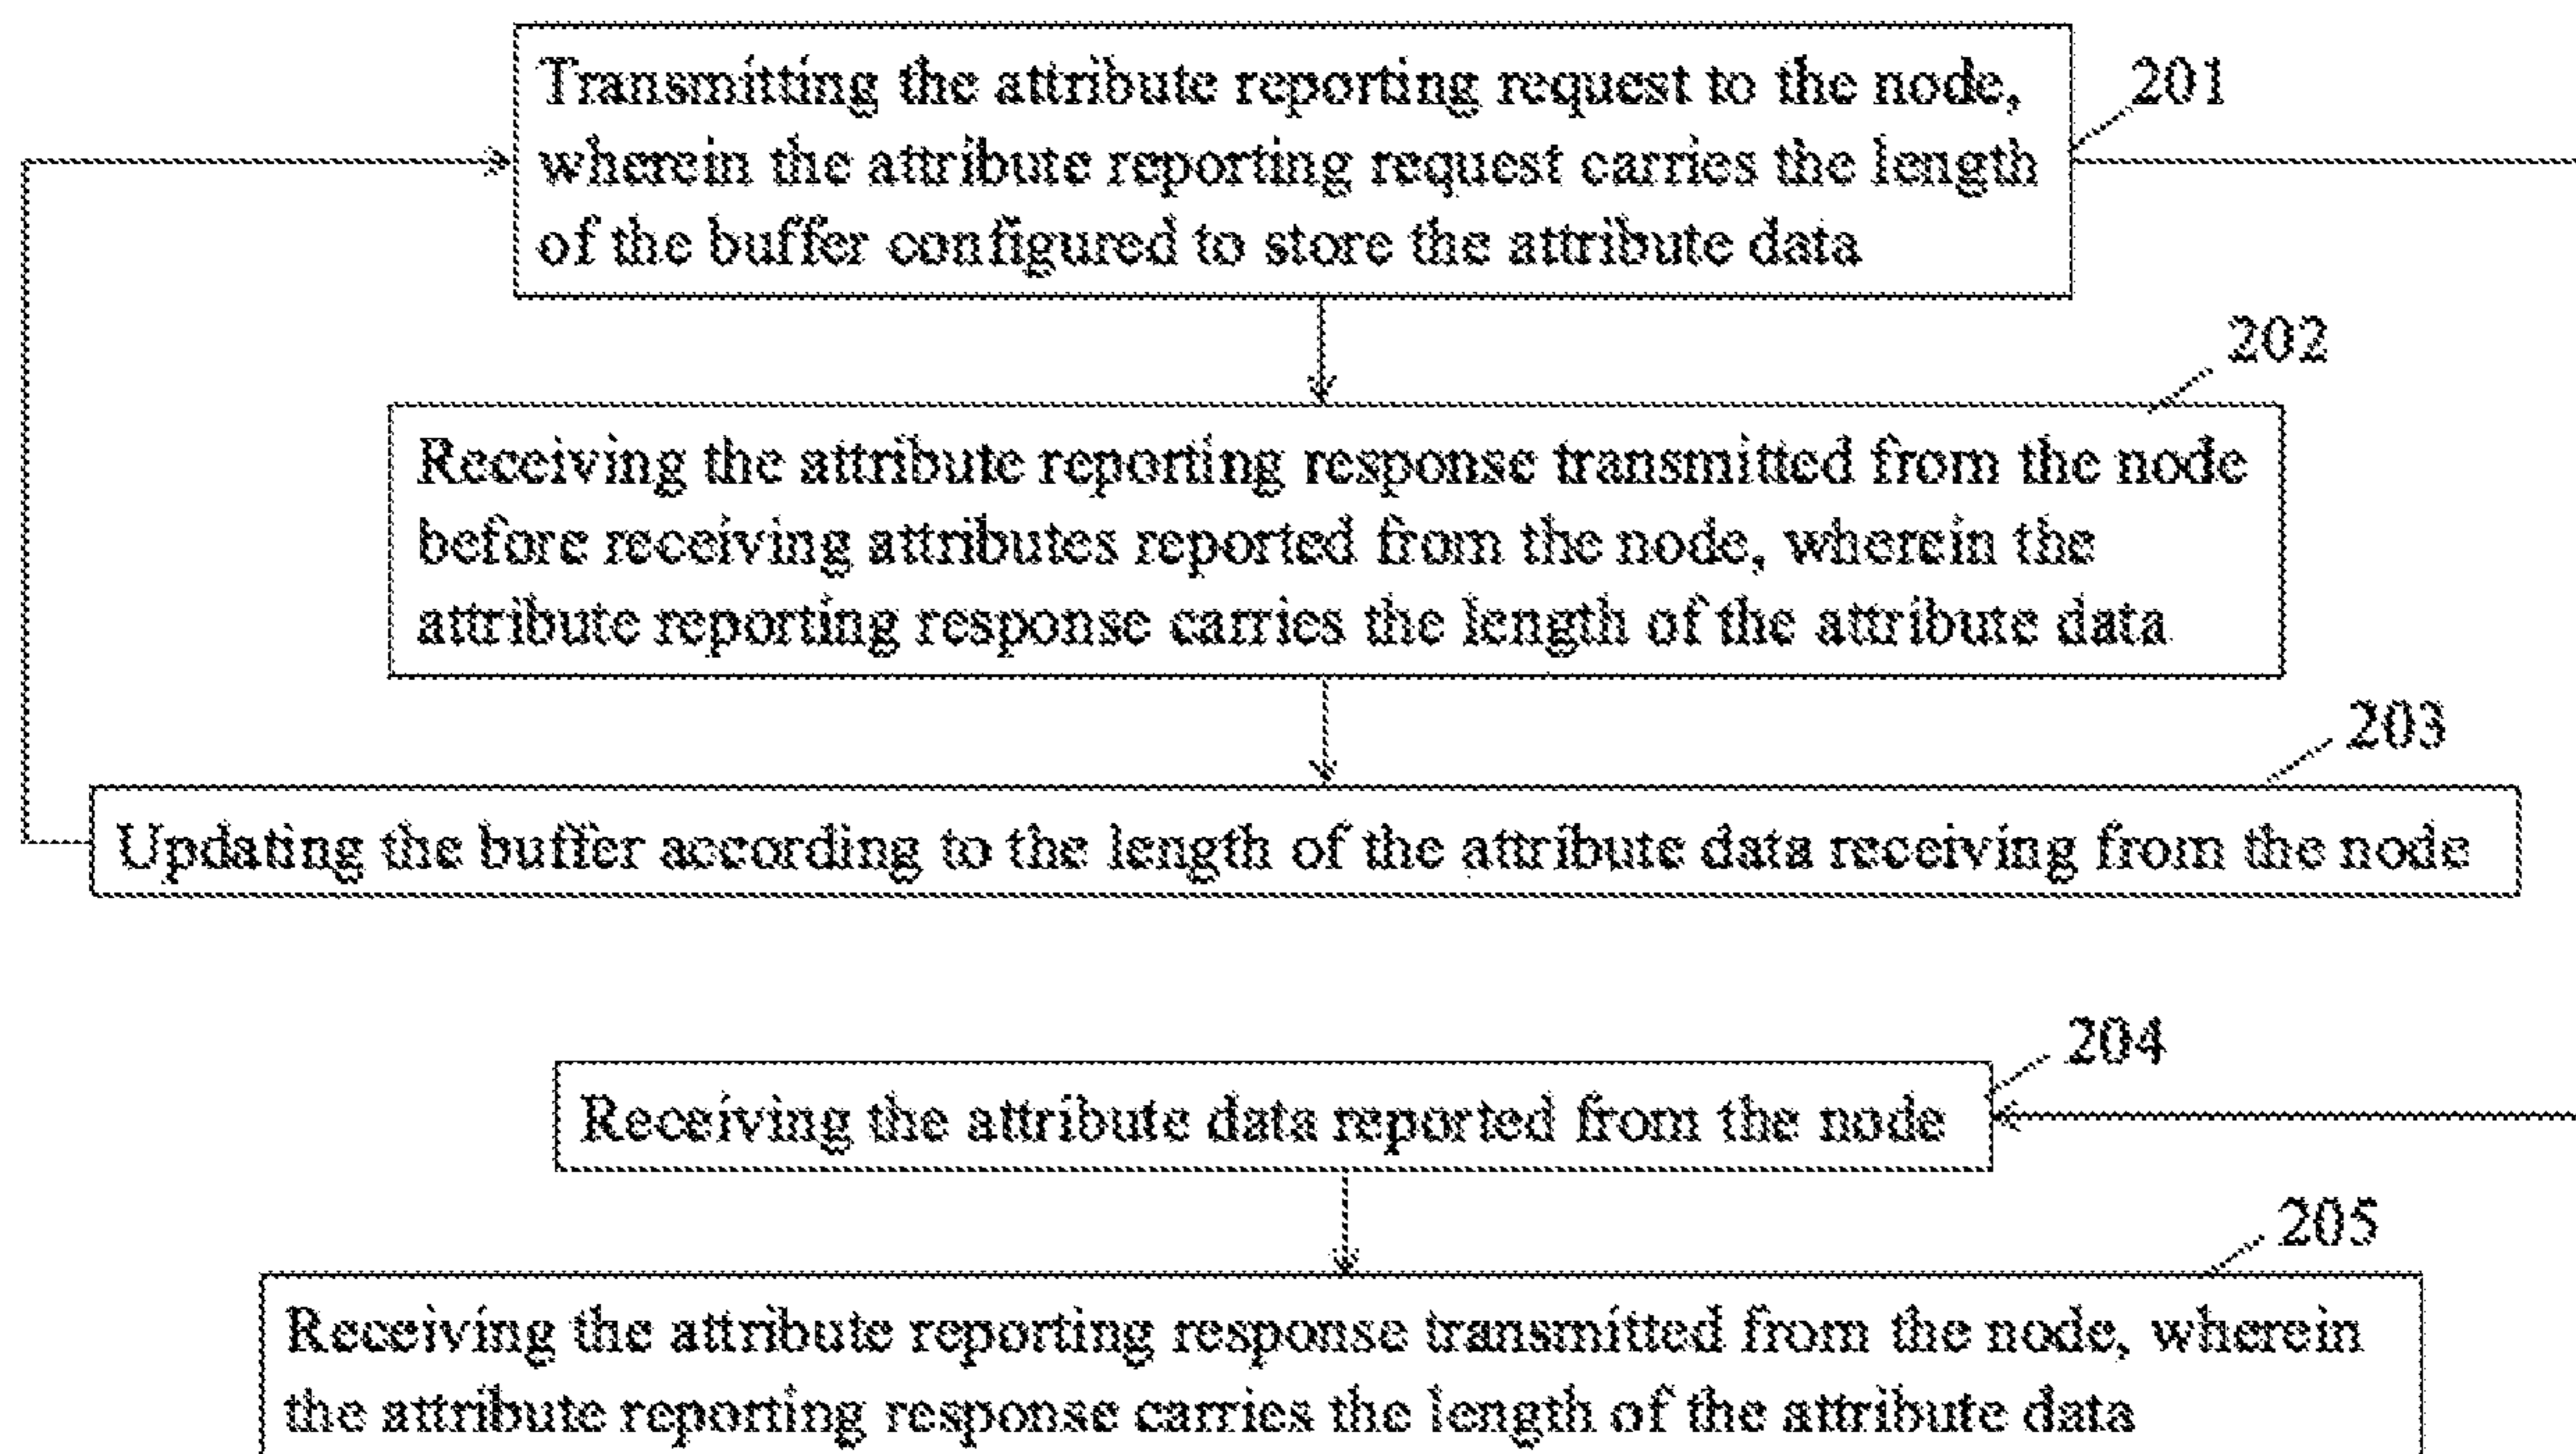 Transmitting the attribute reporting request to the node,
wherein the attribute reporting request carries the length
of the buffer configured to store the attribute data
201
202
Receiving the attribute reporting response transmitted from the node
before receiving attributes reported from the node, wherein the
attribute reporting response carries the length of the attribute data
203
Updating the buffer according to the length of the attribute data receiving from the node
204
Receiving the attribute data reported from the node
205
Receiving the attribute reporting response transmitted from the node, wherein
the attribute reporting response carries the length of the attribute data